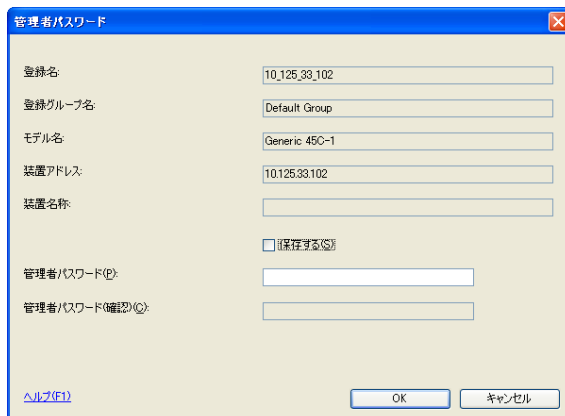 管理者パスワード
登録名:
10_125_33_102
登録グループ名:
Default Group
モデル名:
Generic 45C-1
装置アドレス:
10.125.33.102
装置名称:
保存する(S)
管理者パスワード(P):
管理者パスワード(確認)(C):
ヘルプ(F1)
OK
キャンセル